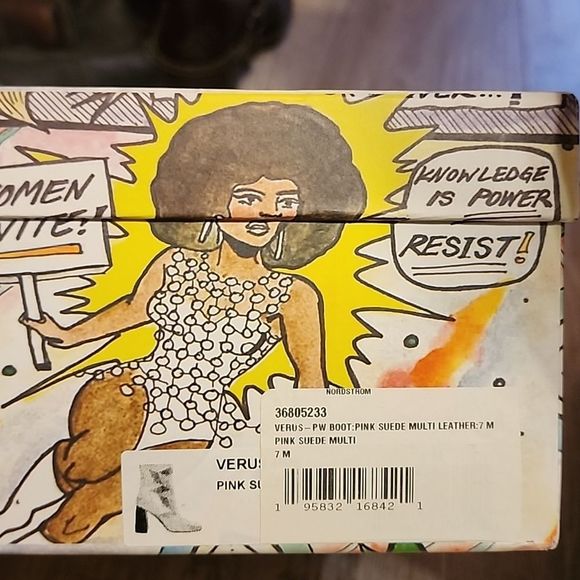 OMEN
NITE!
KNOWLEDGE
IS POWER
RESIST!
NORDSTROM
36805233
VERUS-PW BOOT:PINK SUEDE MULTI LEATHER:7 M
PINK SUEDE MULTI
7 M
VERUS
PINK SU
1 95832 16842 1